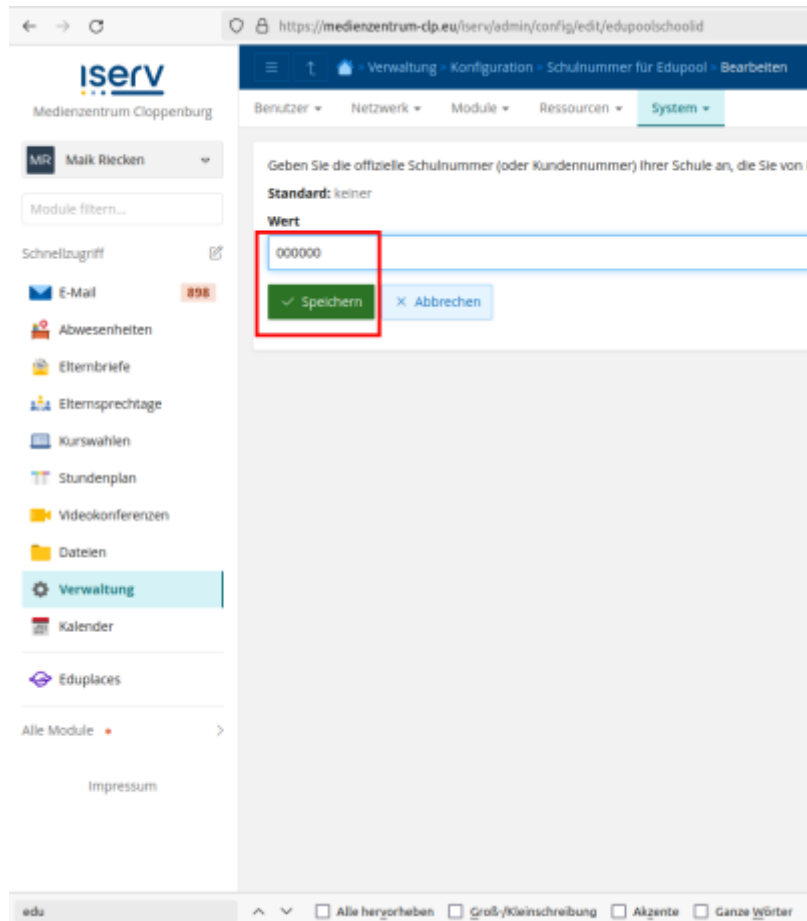 https://medienzentrum-clp.eu/iserv/admin/config/edit/edupoolschoolid
IServ
Medienzentrum Cloppenburg
MR Maik Riecken
Module filtern...
Schnellzugriff
E-Mail 898
Abwesenheiten
Elternbriefe
Elternsprechtage
Kurswahlen
Stundenplan
Videokonferenzen
Dateien
Verwaltung
Kalender
Eduplaces
Alle Module
Impressum
Verwaltung Konfiguration Schulnummer für Edupool Bearbeiten
Benutzer Netzwerk Module Ressourcen System
Geben Sie die offizielle Schulnummer (oder Kundennummer) Ihrer Schule an, die Sie von
Standard: keiner
Wert
000000
Speichern Abbrechen
edu Alle hervorheben Groß-/Kleinschreibung Akzente Ganze Wörter